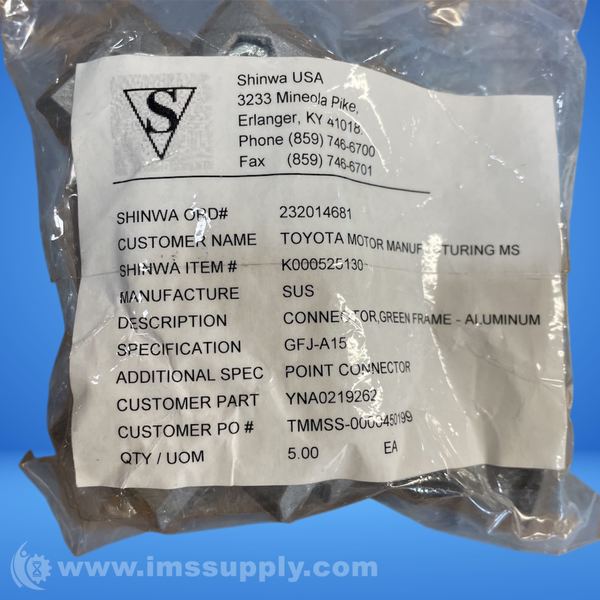 S
Shinwa USA
3233 Mineola Pike,
Erlanger, KY 41018
Phone (859) 746-6700
Fax (859) 746-6701
SHINWA ORD# 232014681
CUSTOMER NAME TOYOTA MOTOR MANUFACTURING MS
SHINWA ITEM # K000525130
MANUFACTURE SUS
DESCRIPTION CONNECTOR,GREEN FRAME - ALUMINUM
SPECIFICATION GFJ-A15
ADDITIONAL SPEC POINT CONNECTOR
CUSTOMER PART YNA0219262
CUSTOMER PO # TMMSS-0000450199
QTY / UOM 5.00 EA
www.imssupply.com